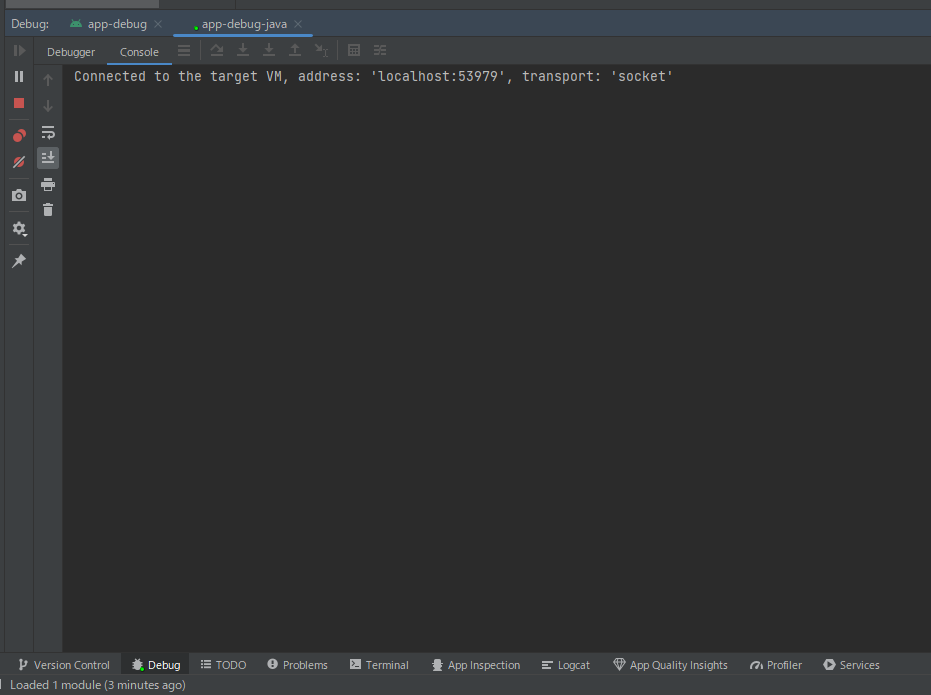 Debug: app-debug app-debug-java
Debugger Console
Connected to the target VM, address: 'localhost:53979', transport: 'socket'
Version Control Debug TODO Problems Terminal App Inspection Logcat App Quality Insights Profiler Services
Loaded 1 module (3 minutes ago)